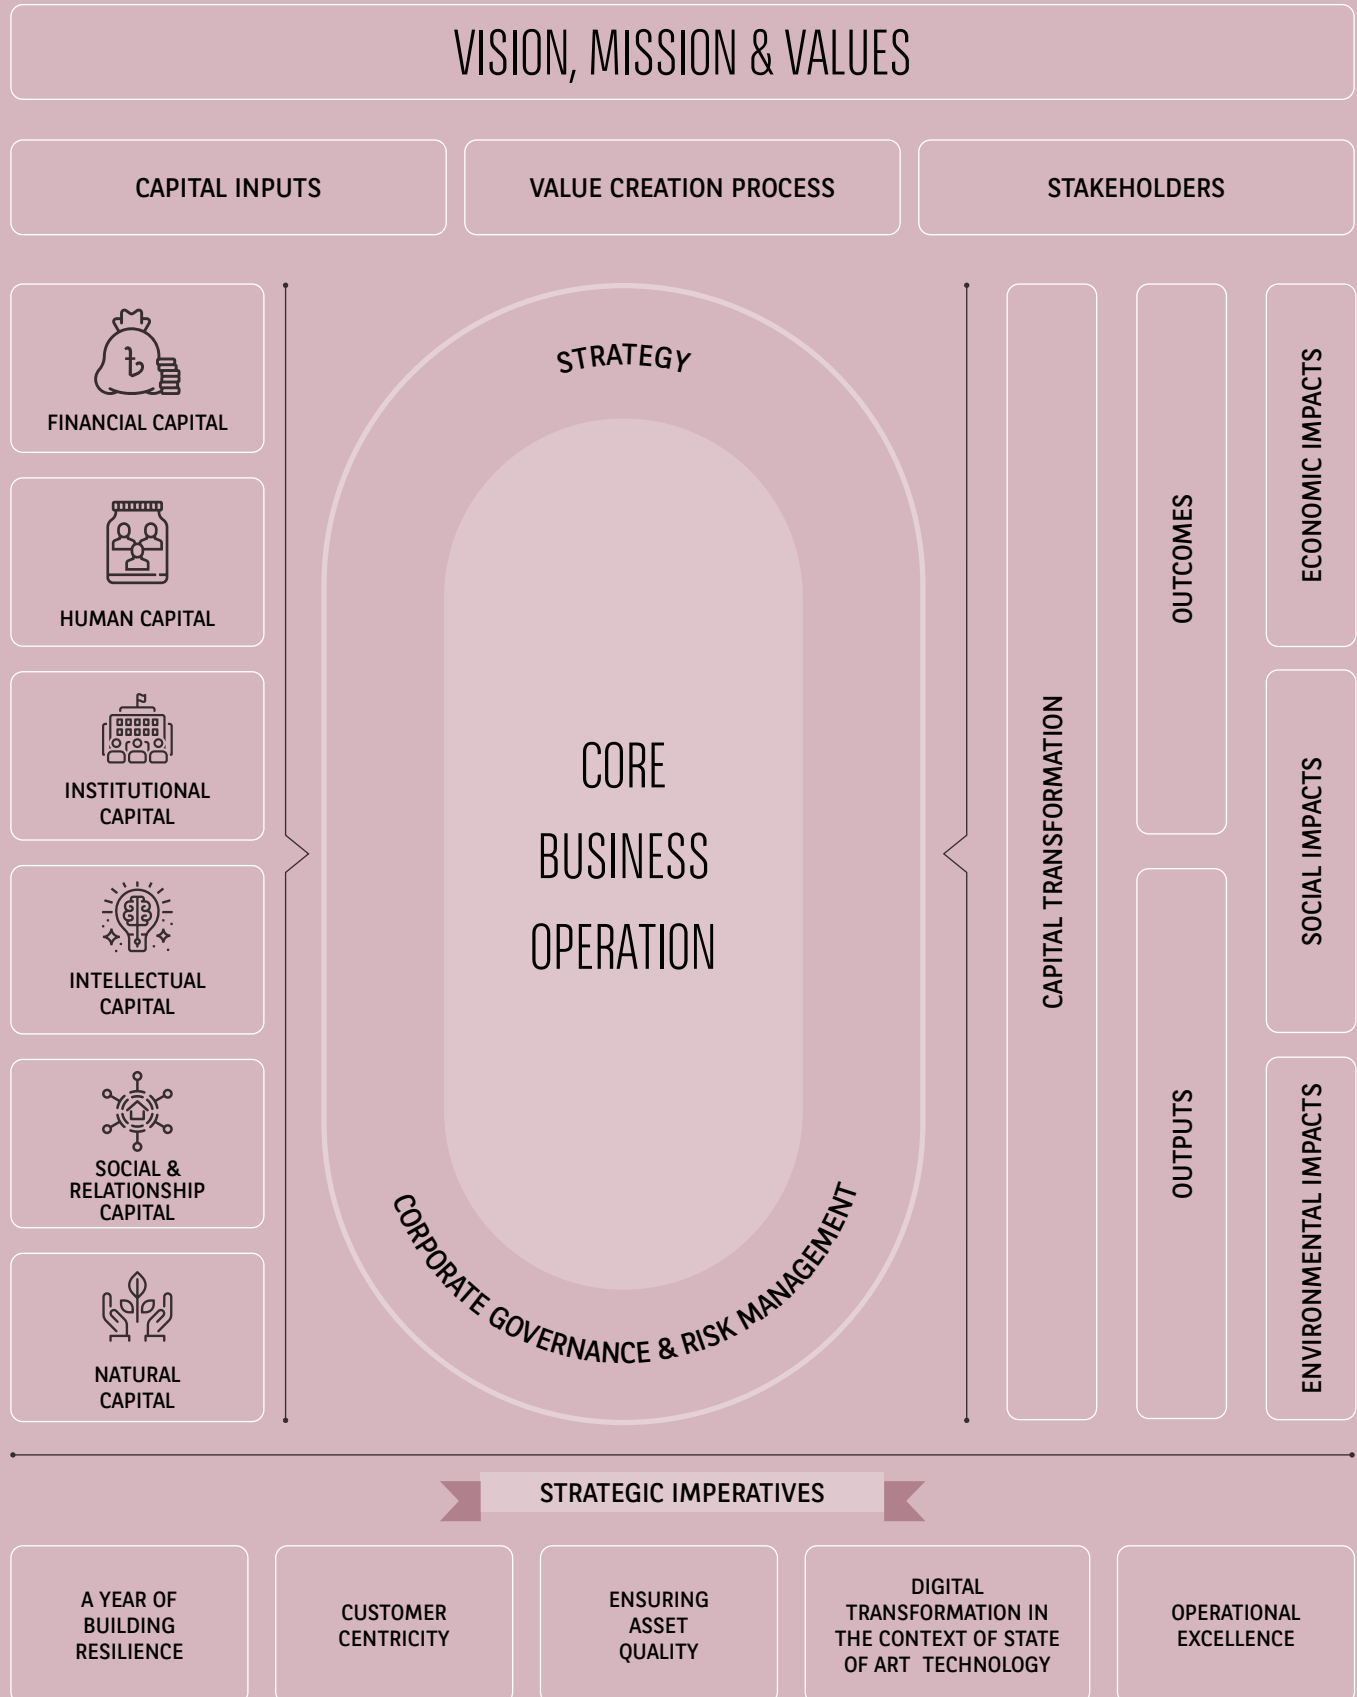 VISION, MISSION & VALUES
CAPITAL INPUTS
VALUE CREATION PROCESS
STAKEHOLDERS
৳
FINANCIAL CAPITAL
HUMAN CAPITAL
INSTITUTIONAL
CAPITAL
INTELLECTUAL
CAPITAL
SOCIAL &
RELATIONSHIP
CAPITAL
NATURAL
CAPITAL
STRATEGY
CORE
BUSINESS
OPERATION
CORPORATE GOVERNANCE & RISK MANAGEMENT
CAPITAL TRANSFORMATION
OUTCOMES
OUTPUTS
ECONOMIC IMPACTS
SOCIAL IMPACTS
ENVIRONMENTAL IMPACTS
STRATEGIC IMPERATIVES
A YEAR OF
BUILDING
RESILIENCE
CUSTOMER
CENTRICITY
ENSURING
ASSET
QUALITY
DIGITAL
TRANSFORMATION IN
THE CONTEXT OF STATE
OF ART TECHNOLOGY
OPERATIONAL
EXCELLENCE